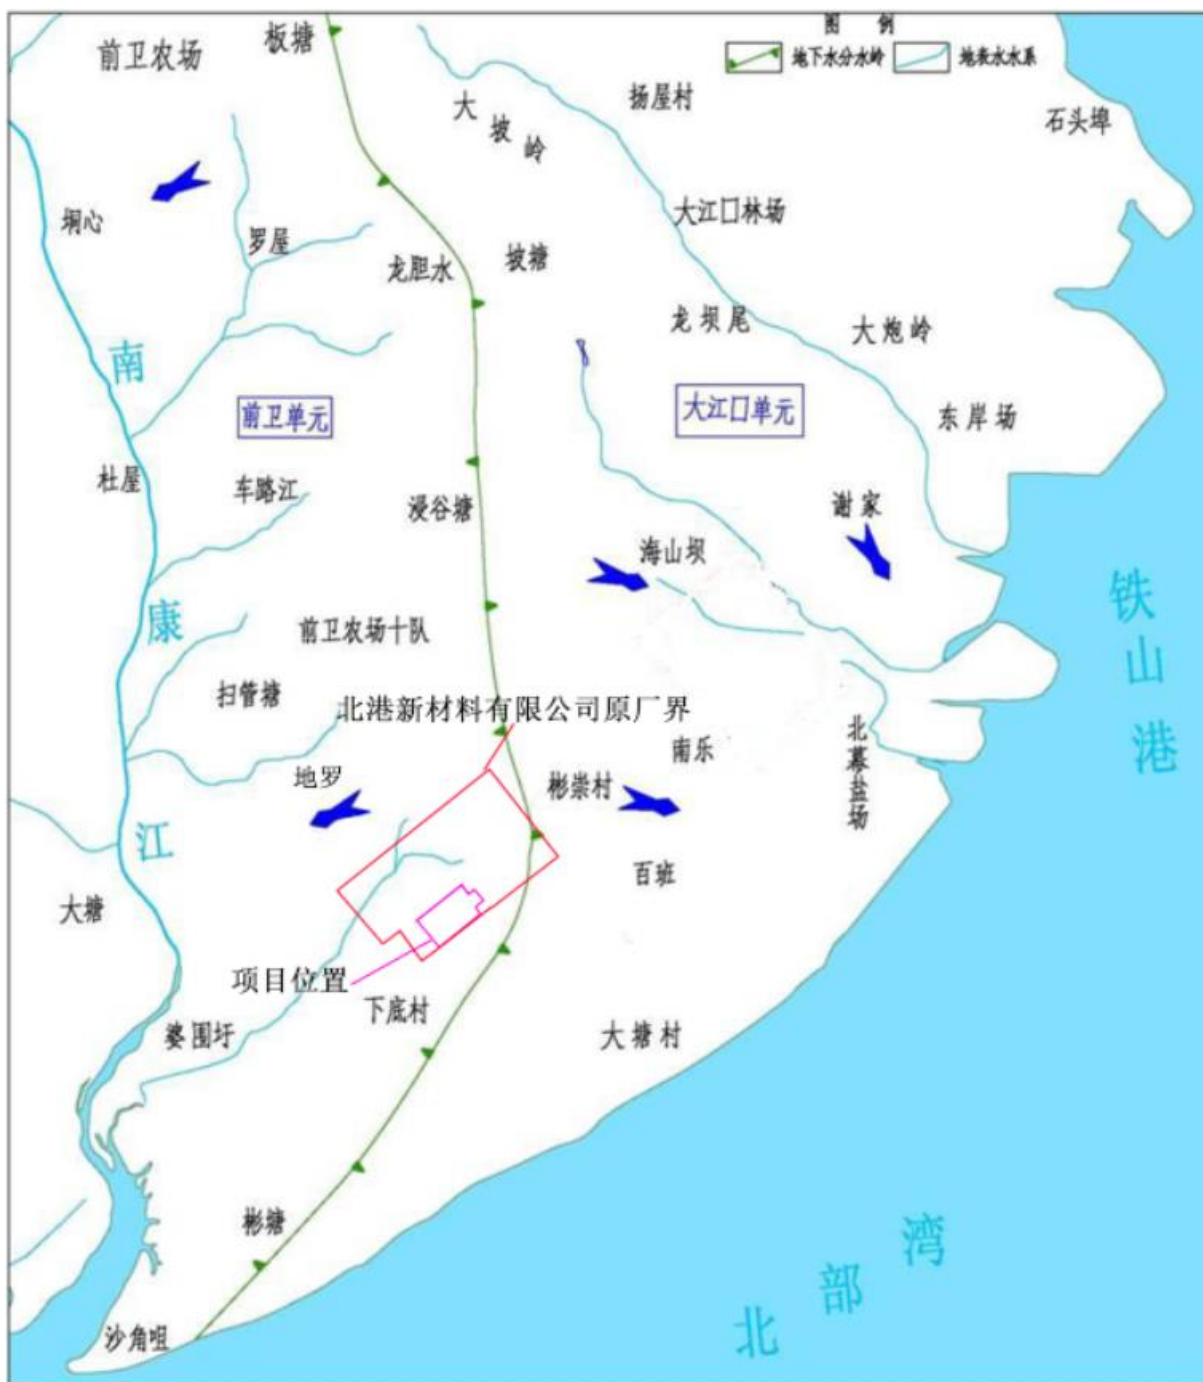 图 例
地下水分水岭
地表水水系
前卫农场
板塘
大坡岭
扬屋村
石头埠
垌心
罗屋
龙胆水
坡塘
大江口林场
龙坝尾
大炮岭
南康江
前卫单元
大江口单元
东岸场
杜屋
车路江
浸谷塘
谢家
海山坝
铁山港
前卫农场十队
扫管塘
北港新材料有限公司原厂界
南乐
北暮盐场
地罗
彬崇村
百班
大塘
项目位置
下底村
婆围圩
大塘村
彬塘
北部湾
沙角咀